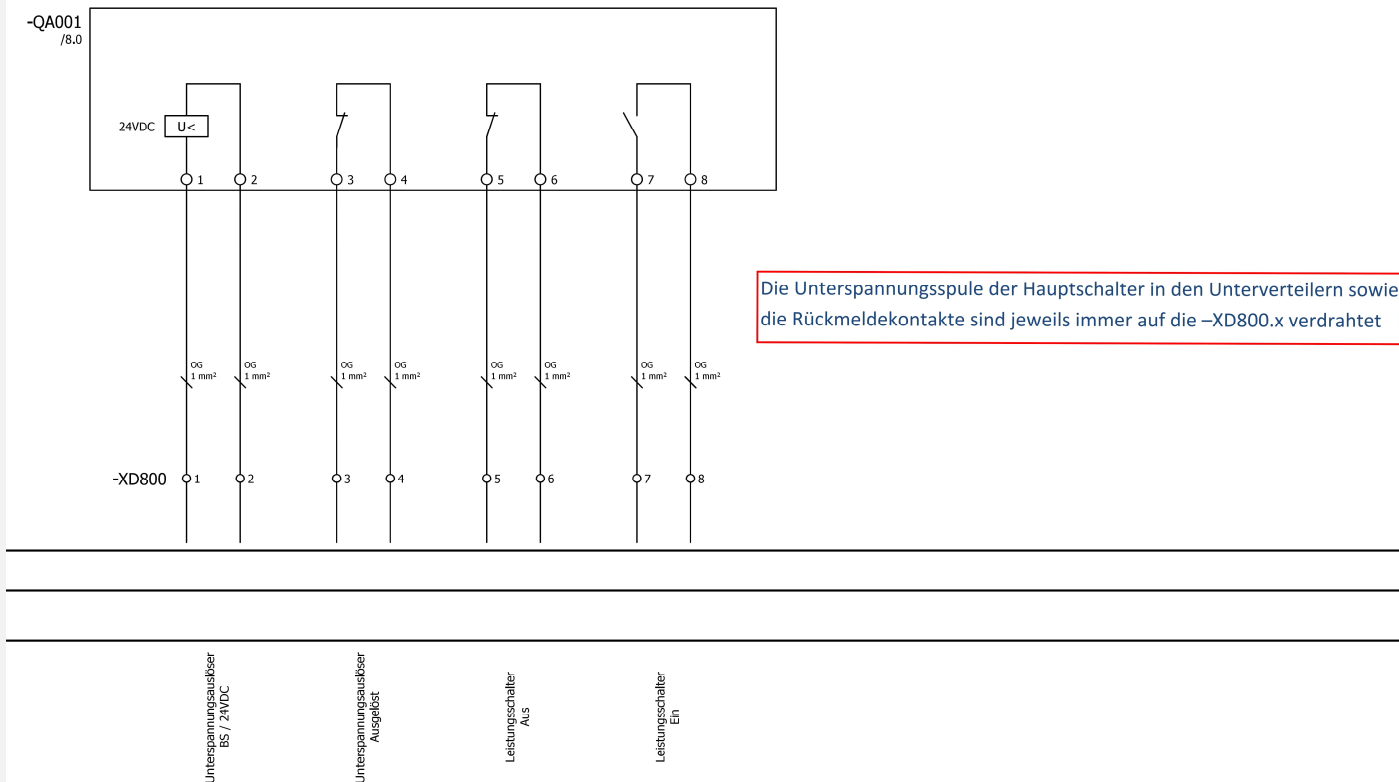 -QA001
/8.0
24VDC
U<
1 2 3 4 5 6 7 8
Die Unterspannungsspule der Hauptschalter in den Unterverteilern sowie
die Rückmeldekontakte sind jeweils immer auf die –XD800.x verdrahtet
OG OG OG OG OG OG OG OG
1 mm² 1 mm² 1 mm² 1 mm² 1 mm² 1 mm² 1 mm² 1 mm²
-XD800 1 2 3 4 5 6 7 8
Unterspannungsauslöser
BS / 24VDC
Unterspannungsauslöser
Ausgelöst
Leistungsschalter
Aus
Leistungsschalter
Ein